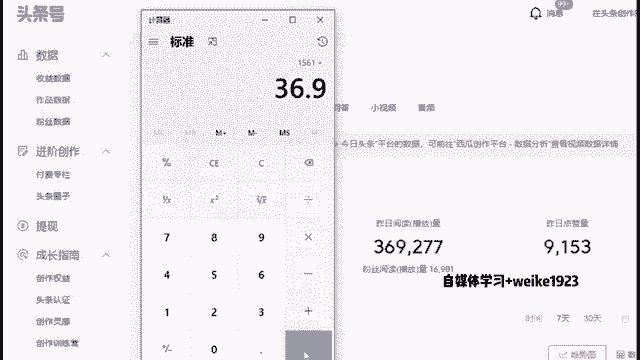 头条号
数据
收益数据
作品数据
粉丝数据
进阶创作
付费专栏
头条圈子
提现
成长指南
创作权益
头条认证
创作灵感
创作训练营
计算器
标准
1561 ÷
36.9
MC MR M+ M- MS M
% CE C
7 8 9 ×
4 5 6 −
1 2 3 +
+/− 0 .
99+
消息
在头条创作
问答 小视频 音频
今日头条"平台的数据，可前往"西瓜创作平台 - 数据分析"查看视频数据详情
昨日阅读(播放)量
369,277
粉丝阅读(播放)量 16,901
昨日点赞量
9,153
自媒体学习+weike1923
时间 7天 30天
趋势图